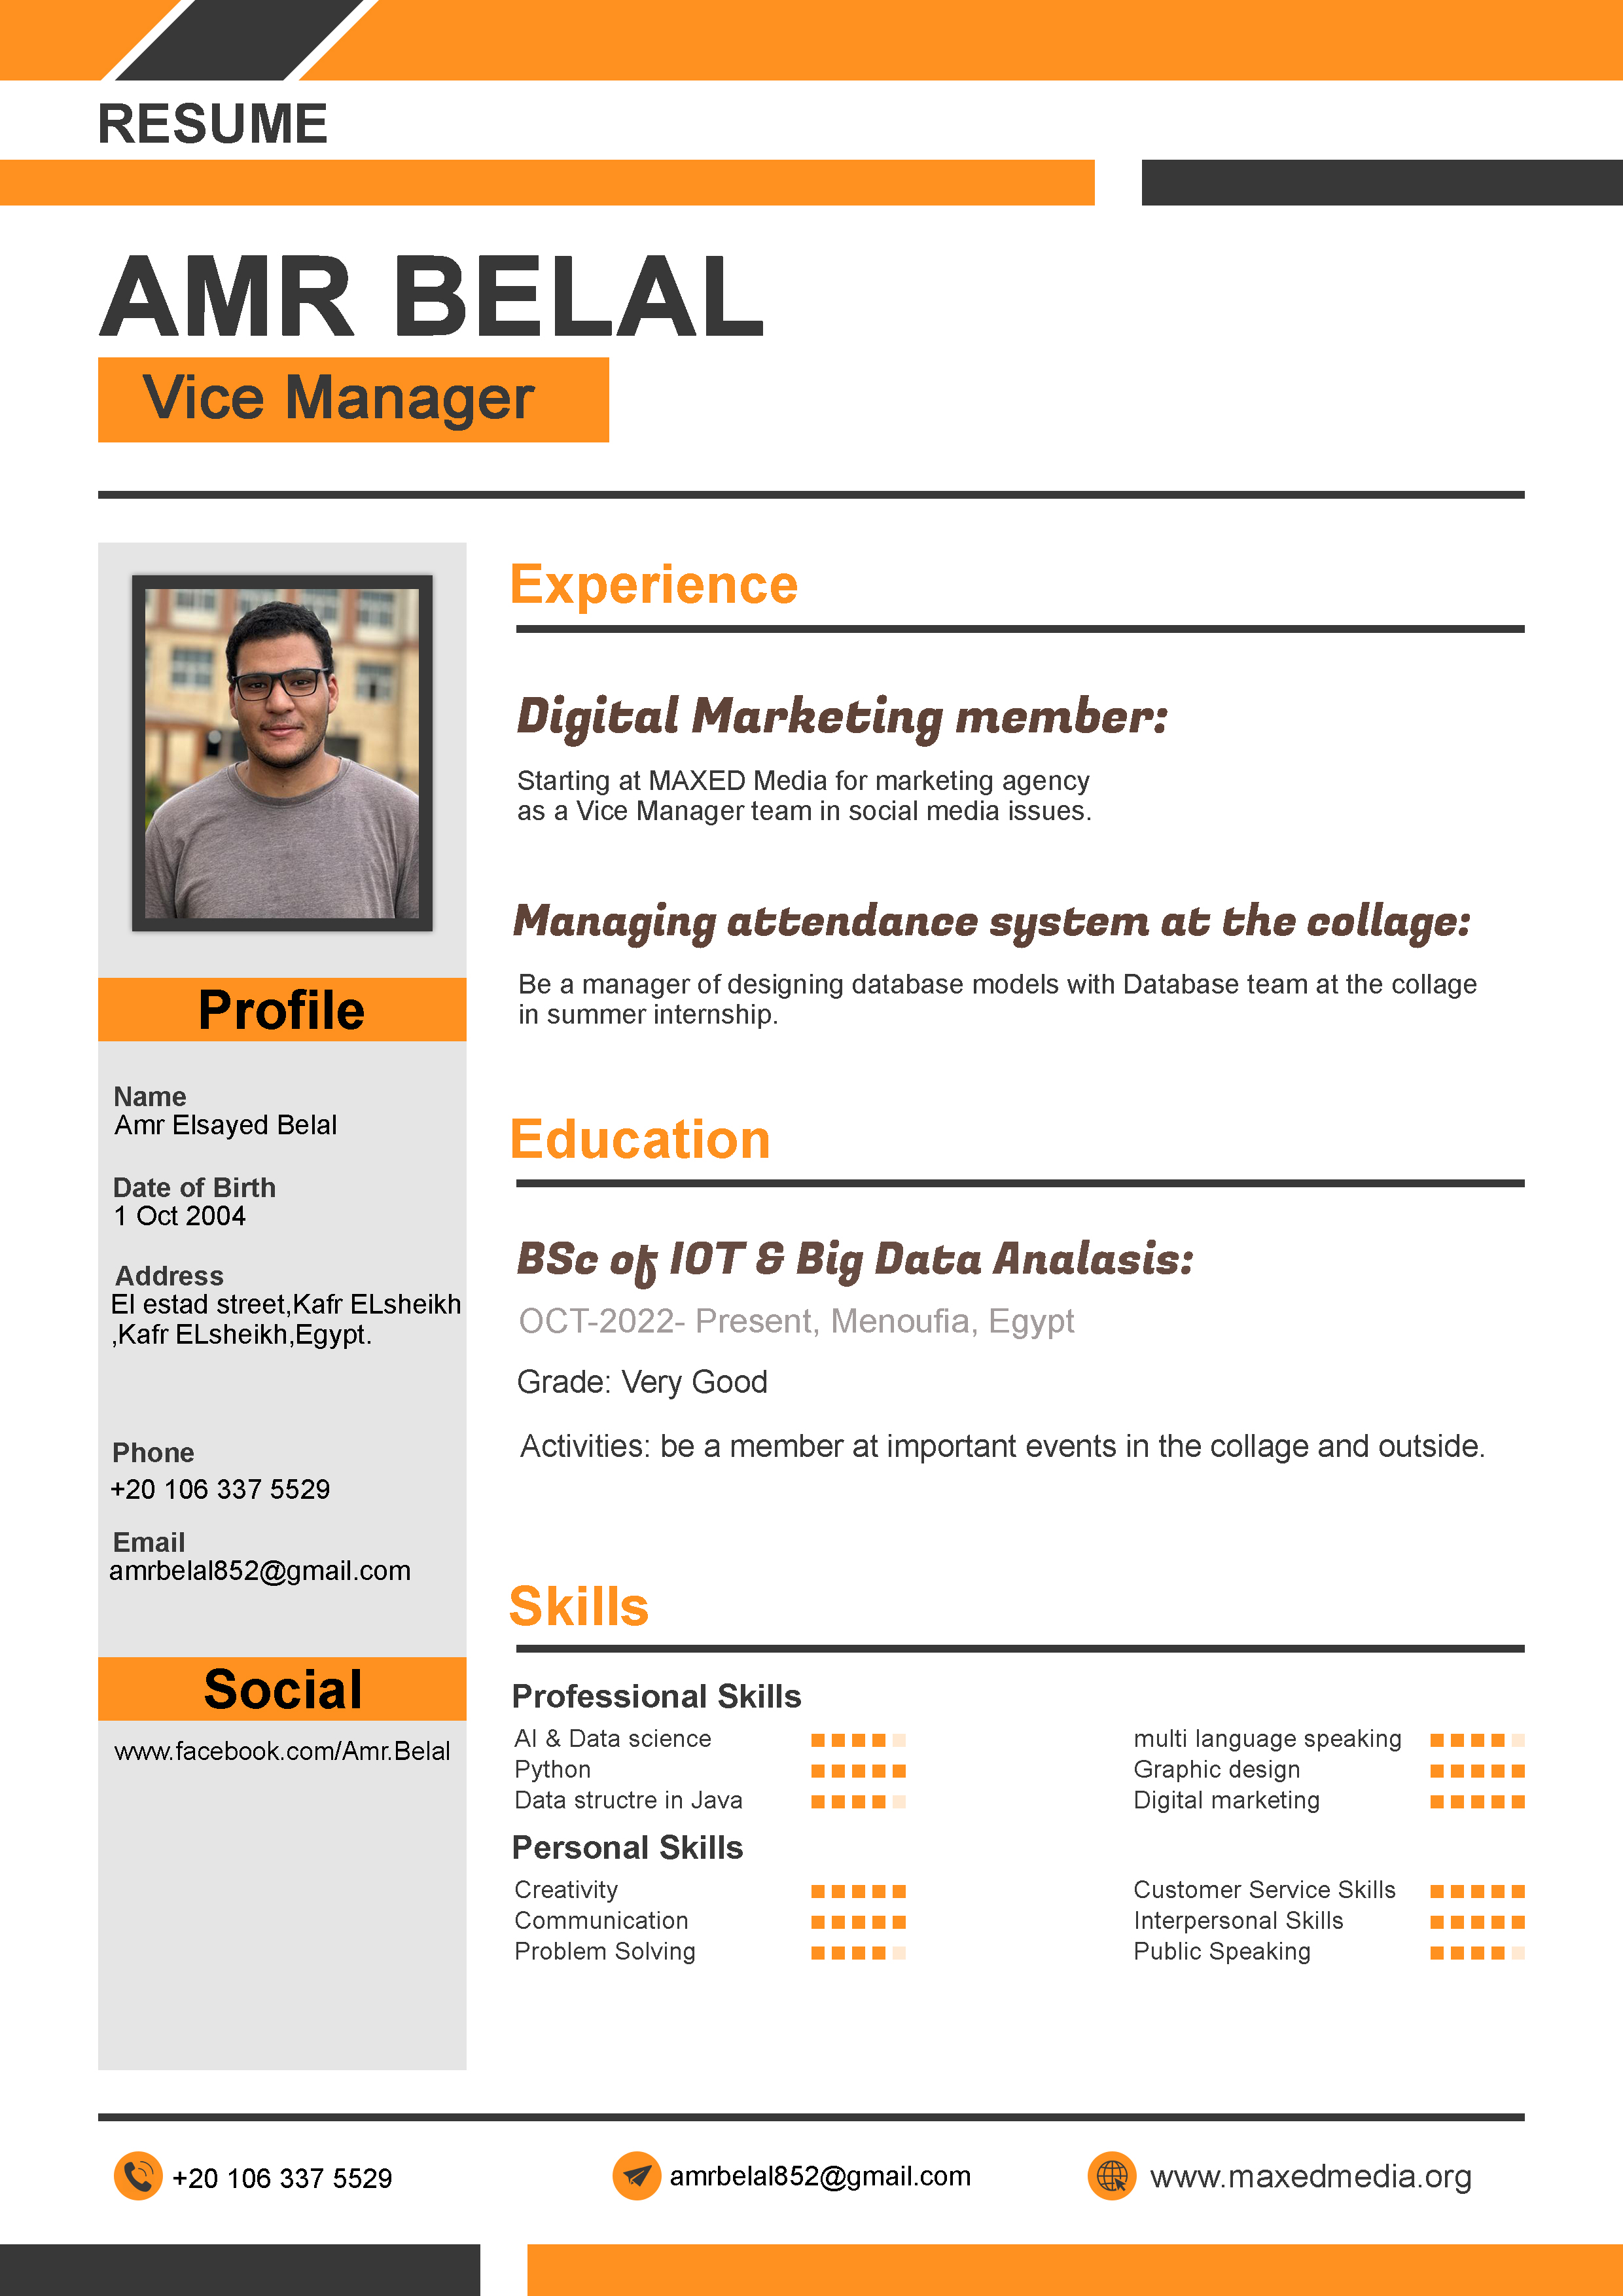 RESUME
AMR BELAL
Vice Manager
Profile
Name
Amr Elsayed Belal
Date of Birth
1 Oct 2004
Address
El estad street,Kafr ELsheikh
,Kafr ELsheikh,Egypt.
Phone
+20 106 337 5529
Email
amrbelal852@gmail.com
Social
www.facebook.com/Amr.Belal
Experience
Digital Marketing member:
Starting at MAXED Media for marketing agency
as a Vice Manager team in social media issues.
Managing attendance system at the collage:
Be a manager of designing database models with Database team at the collage
in summer internship.
Education
BSc of IOT & Big Data Analasis:
OCT-2022- Present, Menoufia, Egypt
Grade: Very Good
Activities: be a member at important events in the collage and outside.
Skills
Professional Skills
AI & Data science
Python
Data structre in Java
multi language speaking
Graphic design
Digital marketing
Personal Skills
Creativity
Communication
Problem Solving
Customer Service Skills
Interpersonal Skills
Public Speaking
+20 106 337 5529
amrbelal852@gmail.com
www.maxedmedia.org